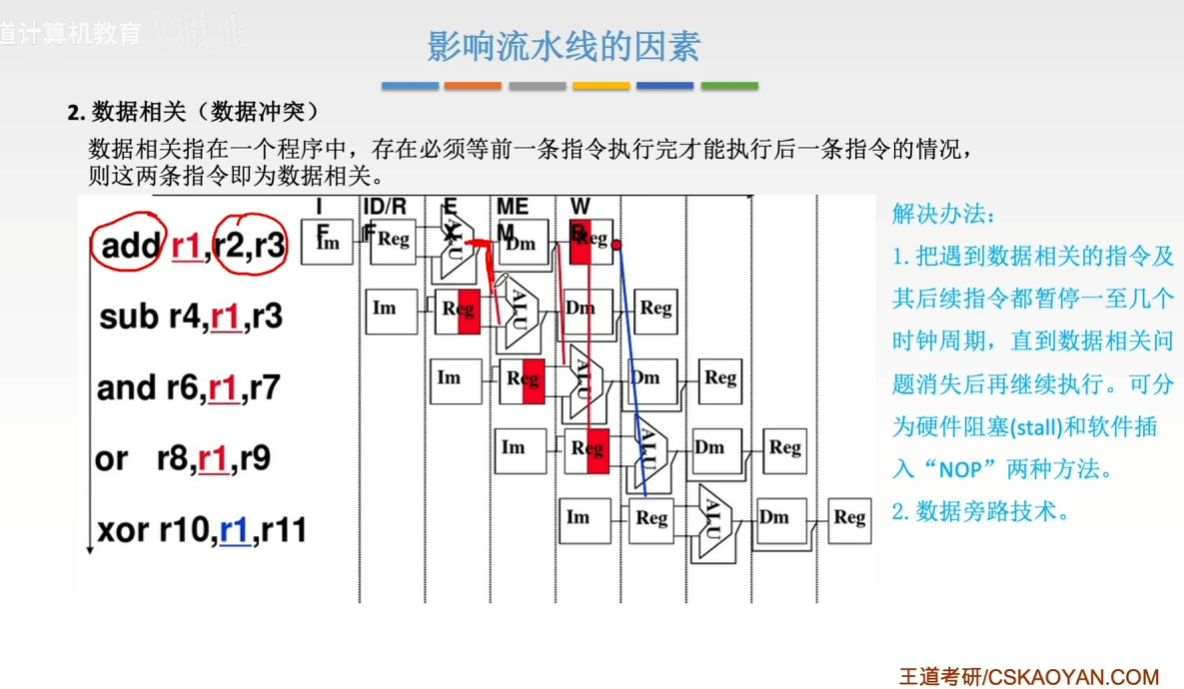 道计算机教育
影响流水线的因素
2. 数据相关（数据冲突）
数据相关指在一个程序中，存在必须等前一条指令执行完才能执行后一条指令的情况，
则这两条指令即为数据相关。
IF ID/RF EX MEM WB
add r1,r2,r3
Im Reg ALU Dm Reg
sub r4,r1,r3
Im Reg ALU Dm Reg
and r6,r1,r7
Im Reg ALU Dm Reg
or r8,r1,r9
Im Reg ALU Dm Reg
xor r10,r1,r11
Im Reg ALU Dm Reg
解决办法：
1. 把遇到数据相关的指令及
其后续指令都暂停一至几个
时钟周期，直到数据相关问
题消失后再继续执行。可分
为硬件阻塞(stall)和软件插
入“NOP”两种方法。
2. 数据旁路技术。
王道考研/CSKAOYAN.COM